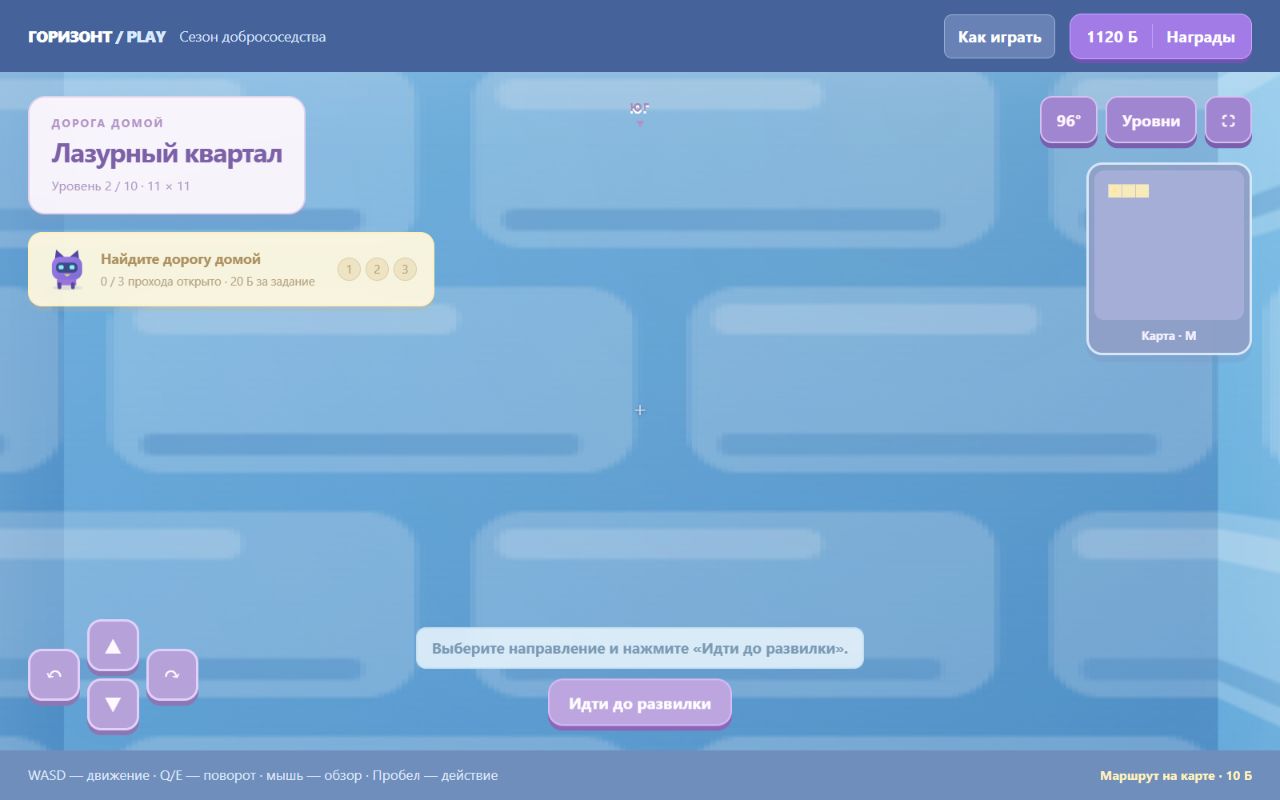 ГОРИЗОНТ / PLAY Сезон добрососедства
Как играть
1120 Б Награды
ДОРОГА ДОМОЙ
Лазурный квартал
Уровень 2 / 10 · 11 × 11
ЮГ
96°
Уровни
Найдите дорогу домой
0 / 3 прохода открыто · 20 Б за задание
1 2 3
Карта · M
Выберите направление и нажмите «Идти до развилки».
Идти до развилки
WASD — движение · Q/E — поворот · мышь — обзор · Пробел — действие
Маршрут на карте · 10 Б